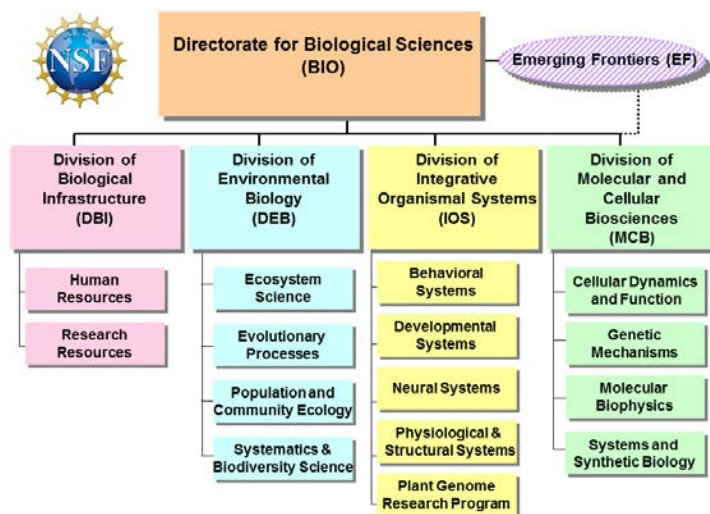 NSF
Directorate for Biological Sciences
(BIO)
Emerging Frontiers (EF)
Division of
Biological
Infrastructure
(DBI)
Human
Resources
Research
Resources
Division of
Environmental
Biology
(DEB)
Ecosystem
Science
Evolutionary
Processes
Population and
Community Ecology
Systematics &
Biodiversity Science
Division of
Integrative
Organismal Systems
(IOS)
Behavioral
Systems
Developmental
Systems
Neural Systems
Physiological &
Structural Systems
Plant Genome
Research Program
Division of
Molecular and
Cellular
Biosciences
(MCB)
Cellular Dynamics
and Function
Genetic
Mechanisms
Molecular
Biophysics
Systems and
Synthetic Biology